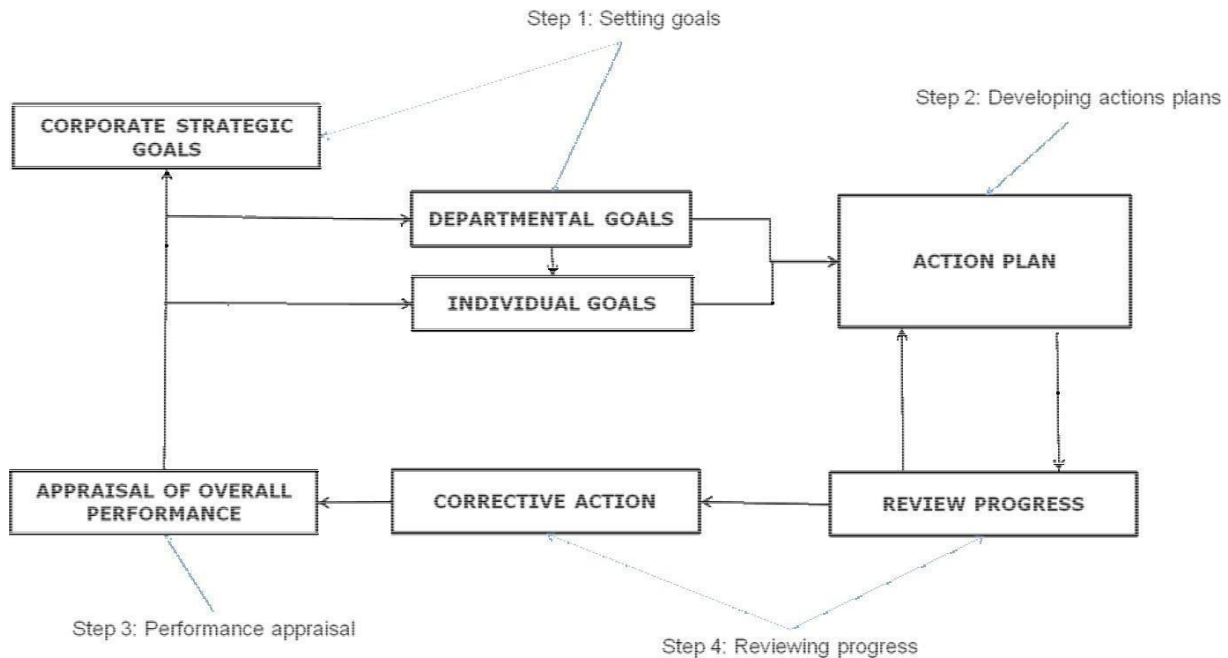 Step 1: Setting goals
Step 2: Developing actions plans
CORPORATE STRATEGIC
GOALS
DEPARTMENTAL GOALS
ACTION PLAN
INDIVIDUAL GOALS
APPRAISAL OF OVERALL
PERFORMANCE
CORRECTIVE ACTION
REVIEW PROGRESS
Step 3: Performance appraisal
Step 4: Reviewing progress